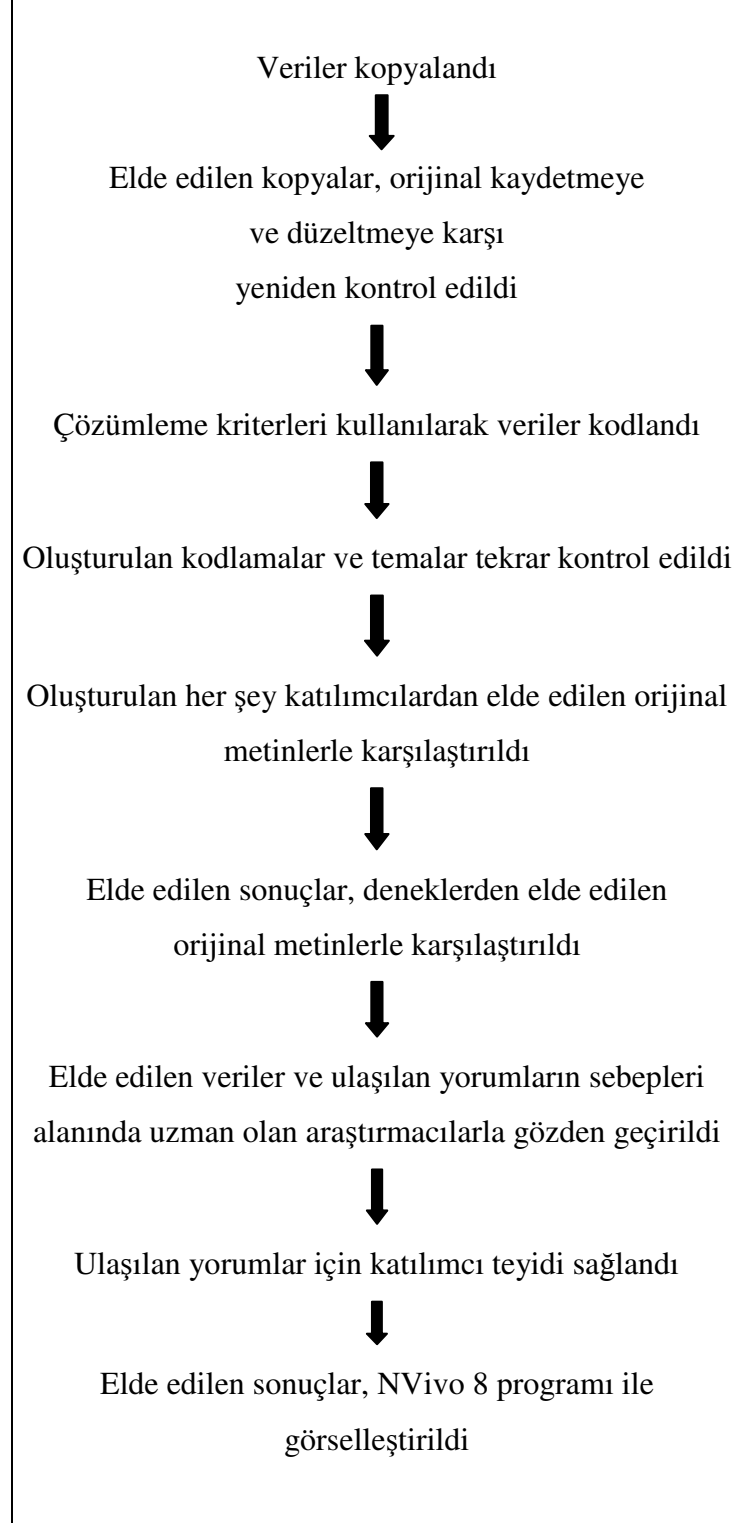 Veriler kopyalandı
Elde edilen kopyalar, orijinal kaydetmeye
ve düzeltmeye karşı
yeniden kontrol edildi
Çözümleme kriterleri kullanılarak veriler kodlandı
Oluşturulan kodlamalar ve temalar tekrar kontrol edildi
Oluşturulan her şey katılımcılardan elde edilen orijinal
metinlerle karşılaştırıldı
Elde edilen sonuçlar, deneklerden elde edilen
orijinal metinlerle karşılaştırıldı
Elde edilen veriler ve ulaşılan yorumların sebepleri
alanında uzman olan araştırmacılarla gözden geçirildi
Ulaşılan yorumlar için katılımcı teyidi sağlandı
Elde edilen sonuçlar, NVivo 8 programı ile
görselleştirildi